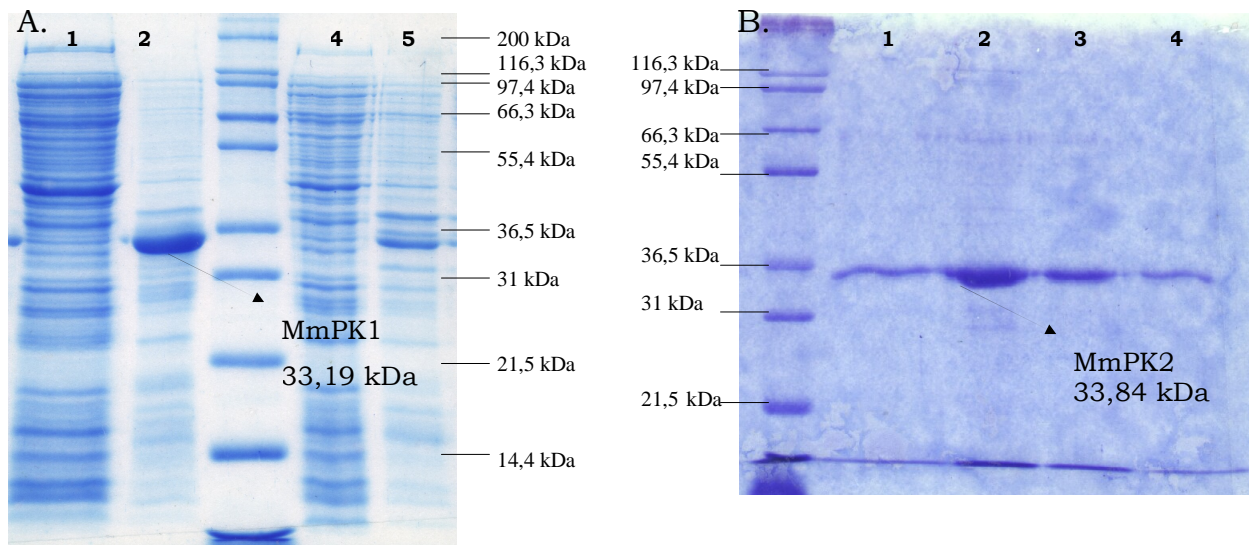 A.
1 2 4 5
200 kDa
116,3 kDa
97,4 kDa
66,3 kDa
55,4 kDa
36,5 kDa
31 kDa
21,5 kDa
14,4 kDa
MmPK1
33,19 kDa
B.
1 2 3 4
116,3 kDa
97,4 kDa
66,3 kDa
55,4 kDa
36,5 kDa
31 kDa
21,5 kDa
MmPK2
33,84 kDa